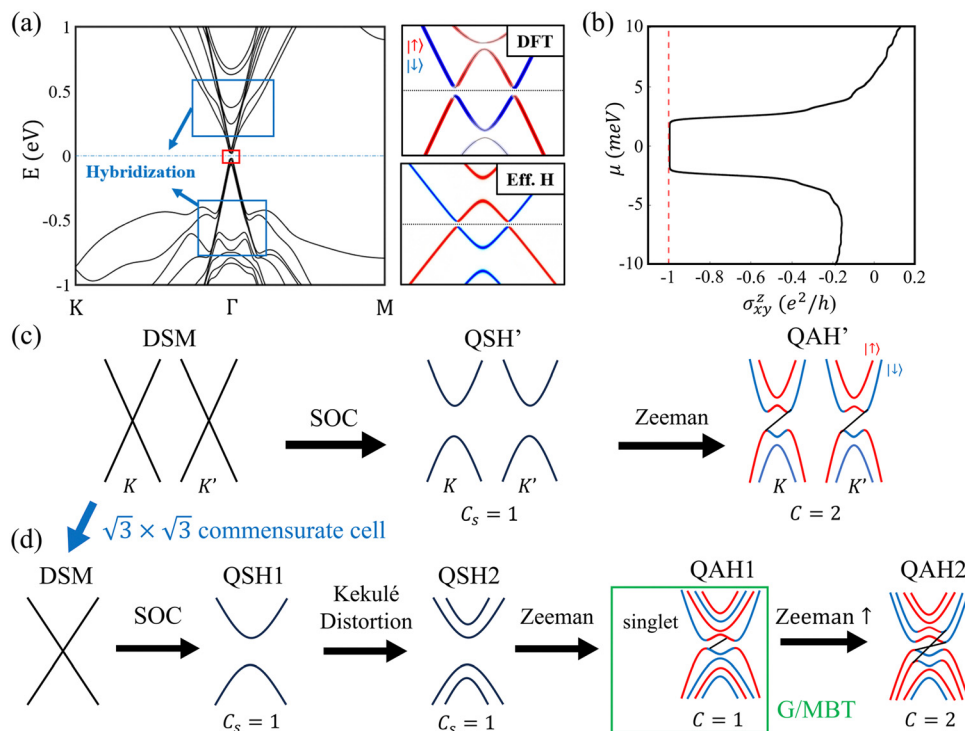 (a)
1
0.5
0
-0.5
-1
E (eV)
K
Γ
M
Hybridization
|↑⟩
|↓⟩
DFT
Eff. H
(b)
10
5
0
-5
-10
μ (meV)
-1
-0.8
-0.6
-0.4
-0.2
0
0.2
σ^z_xy (e²/h)
(c)
DSM
K
K'
SOC
QSH'
K
K'
C_s = 1
Zeeman
QAH'
|↑⟩
|↓⟩
K
K'
C = 2
√3 × √3 commensurate cell
(d)
DSM
SOC
QSH1
C_s = 1
Kekulé
Distortion
QSH2
C_s = 1
Zeeman
QAH1
singlet
C = 1
G/MBT
Zeeman ↑
QAH2
C = 2